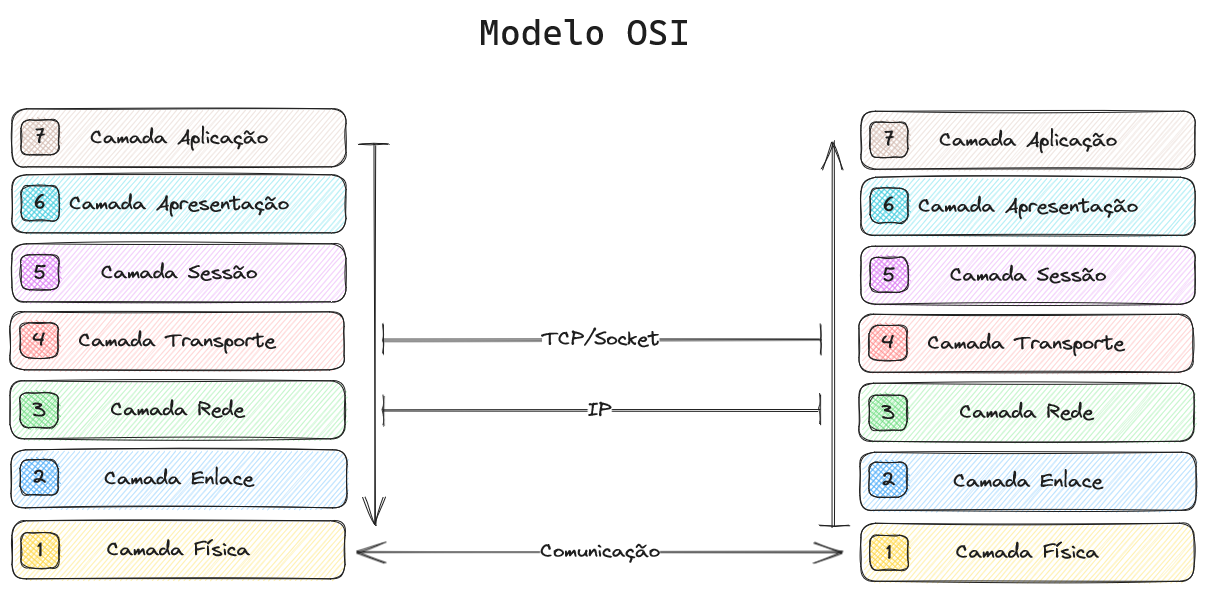 Modelo OSI
7 Camada Aplicação
6 Camada Apresentação
5 Camada Sessão
4 Camada Transporte
3 Camada Rede
2 Camada Enlace
1 Camada Física
TCP/Socket
IP
Comunicação
7 Camada Aplicação
6 Camada Apresentação
5 Camada Sessão
4 Camada Transporte
3 Camada Rede
2 Camada Enlace
1 Camada Física